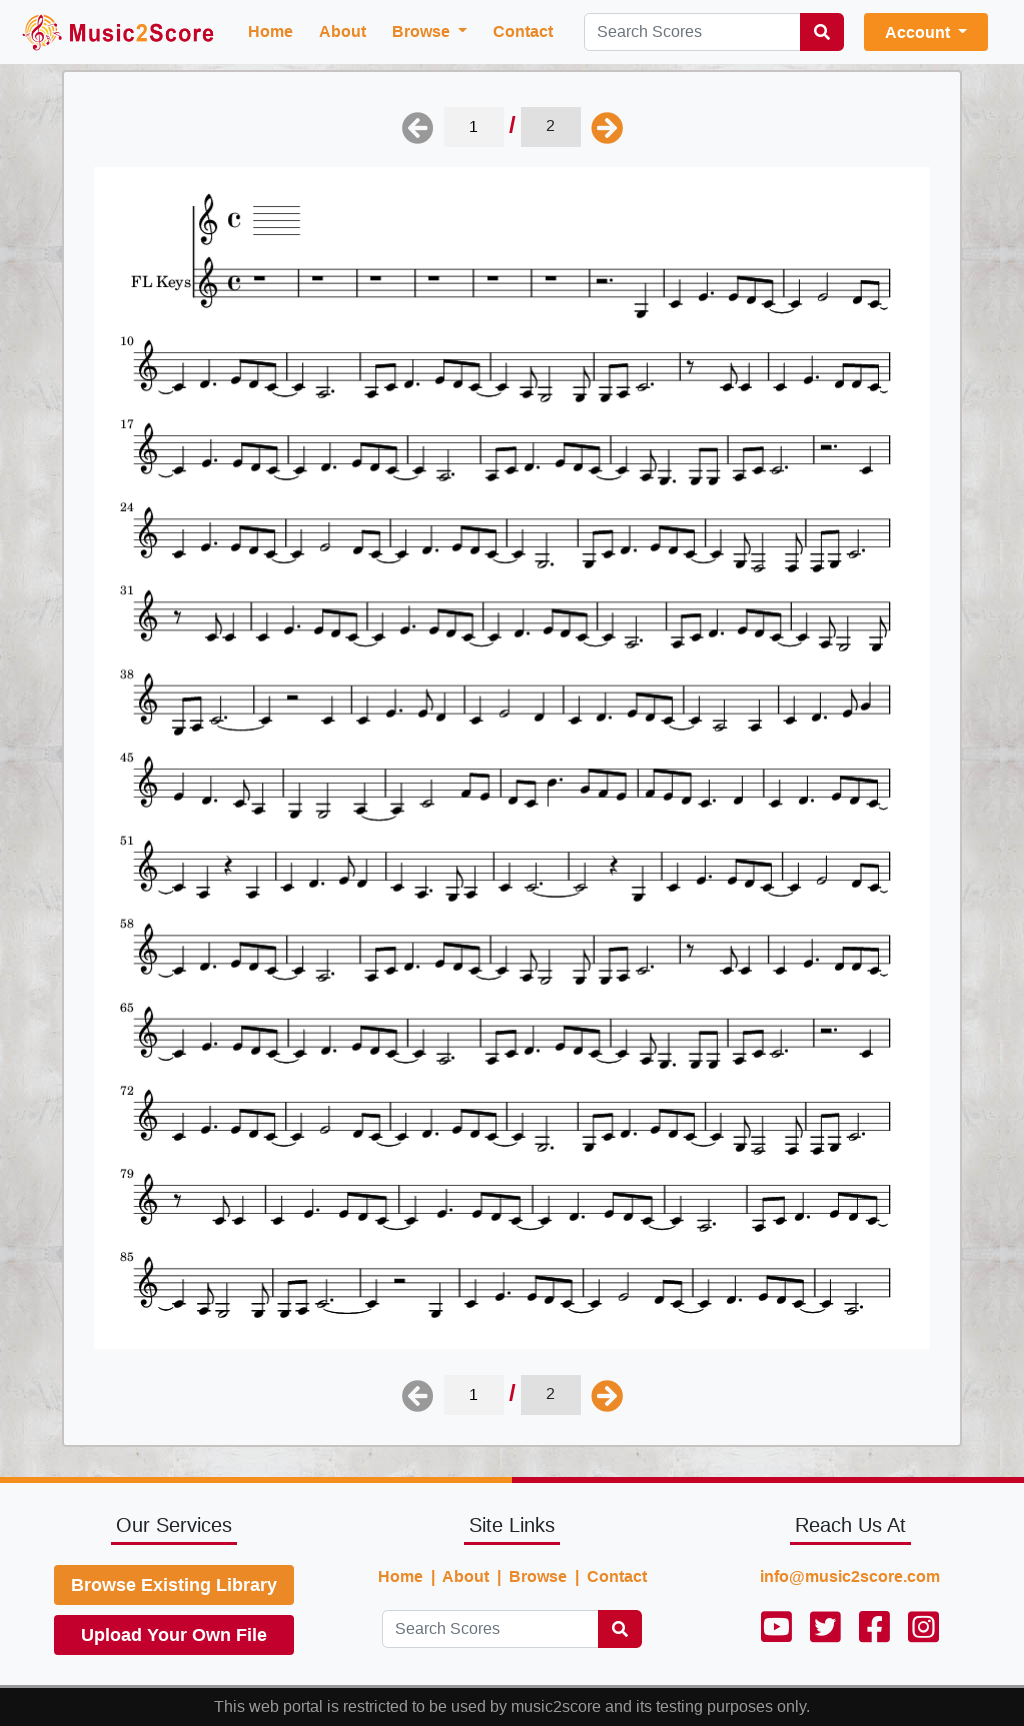 Music2Score Home About Browse Contact Search Scores Account
1 / 2
FL Keys
10
17
24
31
38
45
51
58
65
72
79
85
1 / 2
Our Services Site Links Reach Us At
Browse Existing Library Home | About | Browse | Contact info@music2score.com
Upload Your Own File Search Scores
This web portal is restricted to be used by music2score and its testing purposes only.